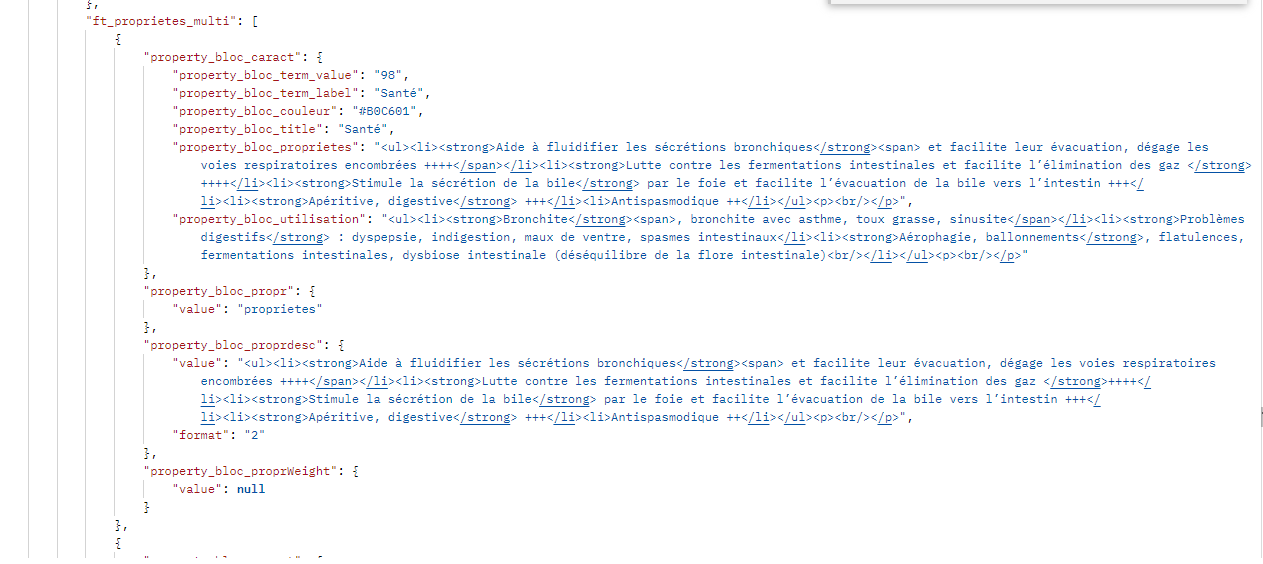 },
"ft_proprietes_multi": [
{
"property_bloc_caract": {
"property_bloc_term_value": "98",
"property_bloc_term_label": "Santé",
"property_bloc_couleur": "#B0C601",
"property_bloc_title": "Santé",
"property_bloc_proprietes": "<ul><li><strong>Aide à fluidifier les sécrétions bronchiques</strong><span> et facilite leur évacuation, dégage les
voies respiratoires encombrées ++++</span></li><li><strong>Lutte contre les fermentations intestinales et facilite l’élimination des gaz </strong>
++++</li><li><strong>Stimule la sécrétion de la bile</strong> par le foie et facilite l’évacuation de la bile vers l’intestin +++</
li><li><strong>Apéritive, digestive</strong> +++</li><li>Antispasmodique ++</li></ul><p><br/></p>",
"property_bloc_utilisation": "<ul><li><strong>Bronchite</strong><span>, bronchite avec asthme, toux grasse, sinusite</span></li><li><strong>Problèmes
digestifs</strong> : dyspepsie, indigestion, maux de ventre, spasmes intestinaux</li><li><strong>Aérophagie, ballonnements</strong>, flatulences,
fermentations intestinales, dysbiose intestinale (déséquilibre de la flore intestinale)<br/></li></ul><p><br/></p>"
},
"property_bloc_propr": {
"value": "proprietes"
},
"property_bloc_proprdesc": {
"value": "<ul><li><strong>Aide à fluidifier les sécrétions bronchiques</strong><span> et facilite leur évacuation, dégage les voies respiratoires
encombrées ++++</span></li><li><strong>Lutte contre les fermentations intestinales et facilite l’élimination des gaz </strong>++++</
li><li><strong>Stimule la sécrétion de la bile</strong> par le foie et facilite l’évacuation de la bile vers l’intestin +++</
li><li><strong>Apéritive, digestive</strong> +++</li><li>Antispasmodique ++</li></ul><p><br/></p>",
"format": "2"
},
"property_bloc_proprWeight": {
"value": null
}
},
{